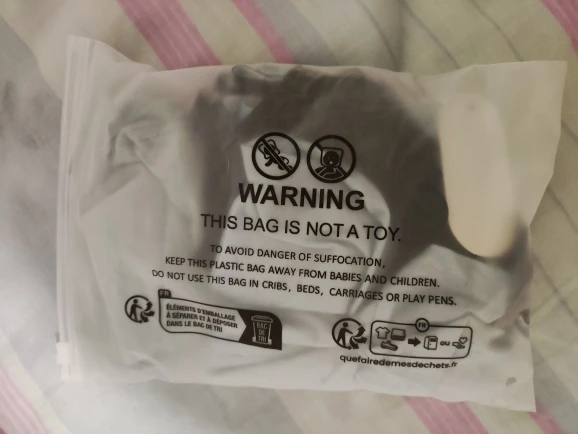 WARNING
THIS BAG IS NOT A TOY.
TO AVOID DANGER OF SUFFOCATION,
KEEP THIS PLASTIC BAG AWAY FROM BABIES AND CHILDREN.
DO NOT USE THIS BAG IN CRIBS, BEDS, CARRIAGES OR PLAY PENS.
FR
ÉLÉMENTS D'EMBALLAGE
À SÉPARER ET À DÉPOSER
DANS LE BAC DE TRI
BAC
DE
TRI
FR
ou
quefairedemesdechets.fr